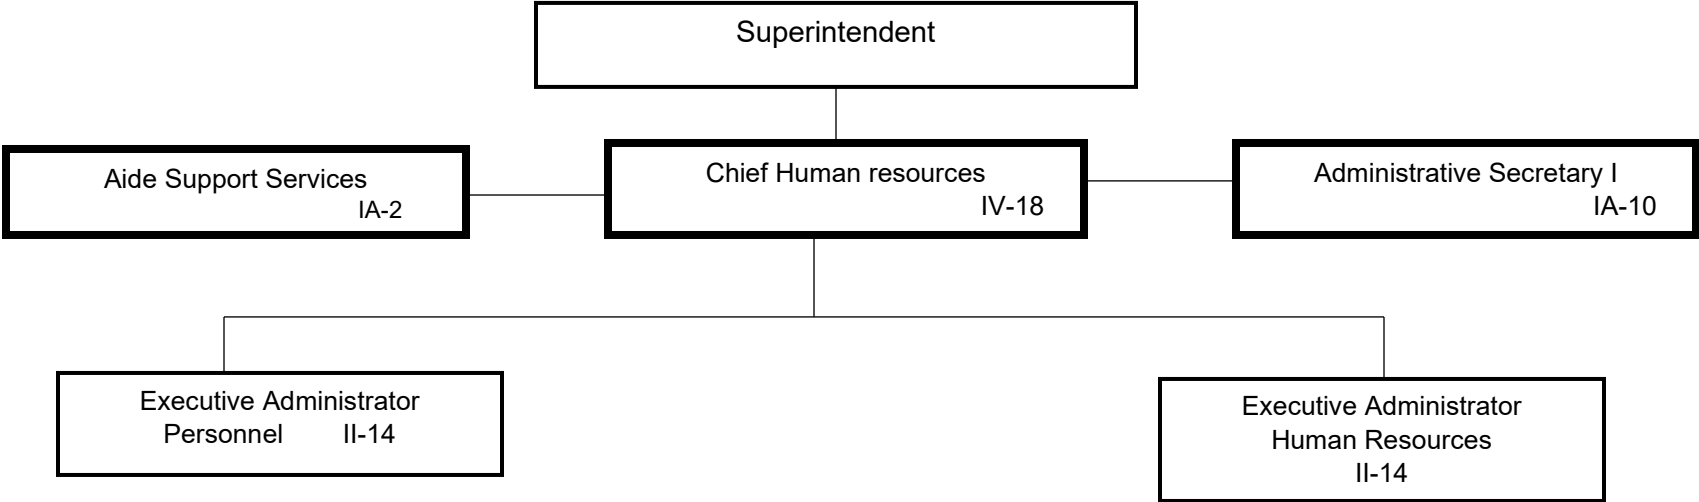 Superintendent
Aide Support Services
IA-2
Chief Human resources
IV-18
Administrative Secretary I
IA-10
Executive Administrator
Personnel II-14
Executive Administrator
Human Resources
II-14